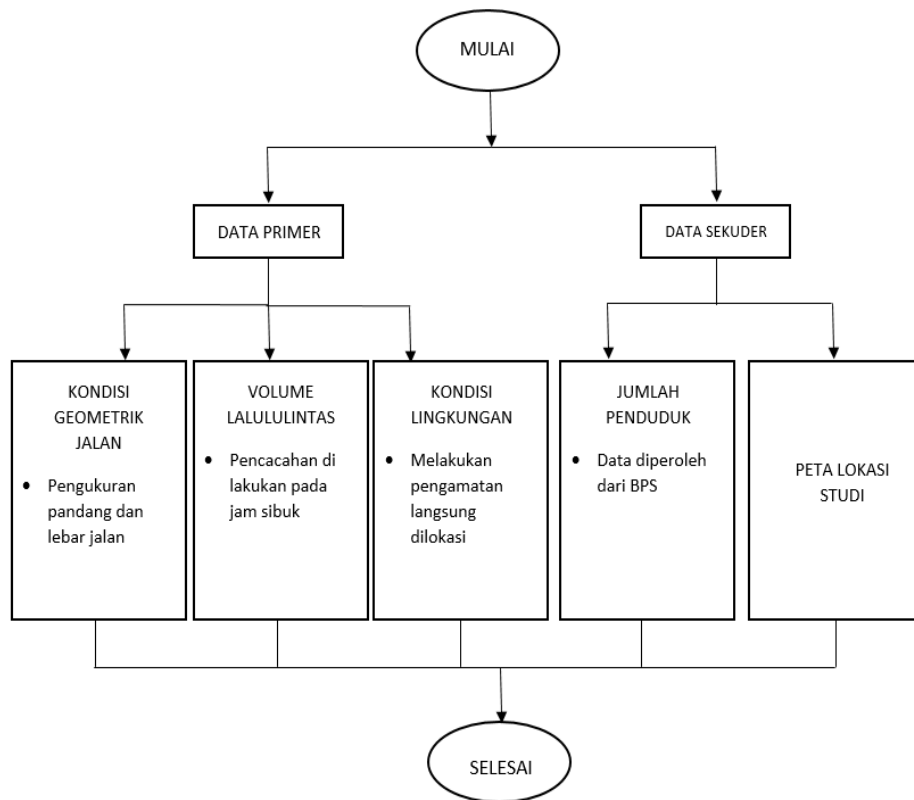 MULAI
DATA PRIMER
DATA SEKUDER
KONDISI
GEOMETRIK
JALAN
• Pengukuran
pandang dan
lebar jalan
VOLUME
LALULULINTAS
• Pencacahan di
lakukan pada
jam sibuk
KONDISI
LINGKUNGAN
• Melakukan
pengamatan
langsung
dilokasi
JUMLAH
PENDUDUK
• Data diperoleh
dari BPS
PETA LOKASI
STUDI
SELESAI